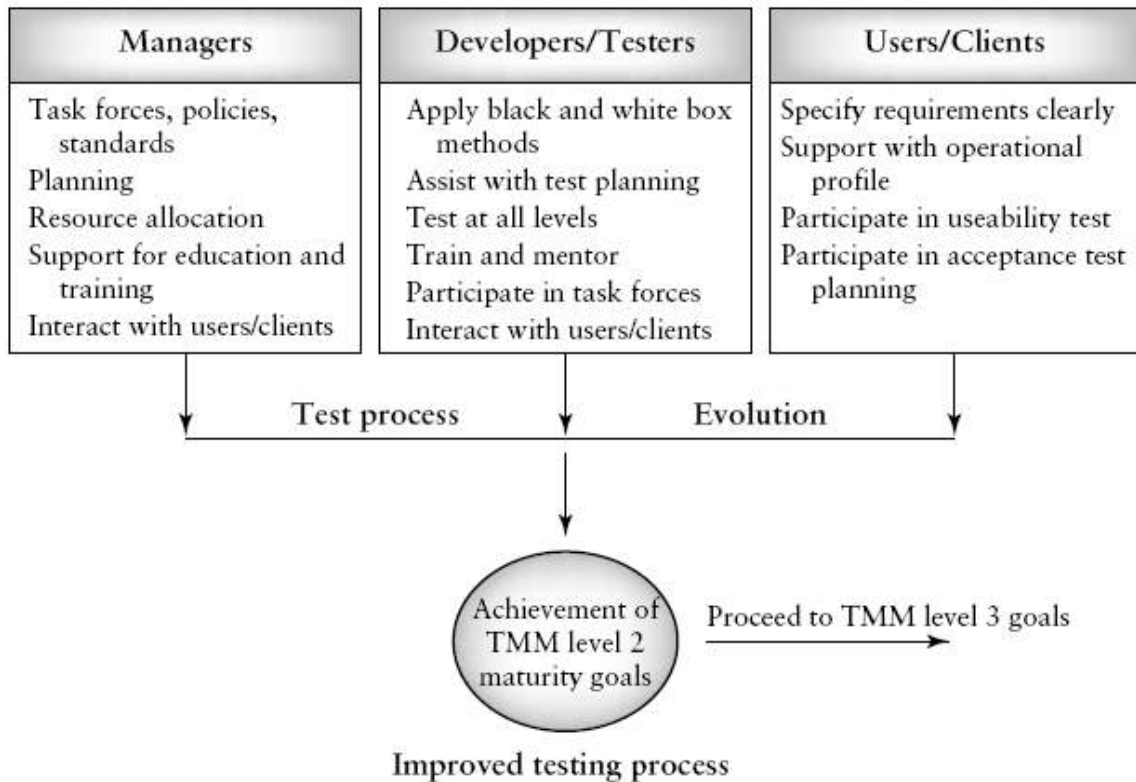 Managers
Task forces, policies,
standards
Planning
Resource allocation
Support for education and
training
Interact with users/clients
Developers/Testers
Apply black and white box
methods
Assist with test planning
Test at all levels
Train and mentor
Participate in task forces
Interact with users/clients
Users/Clients
Specify requirements clearly
Support with operational
profile
Participate in useability test
Participate in acceptance test
planning
Test process
Evolution
Achievement of
TMM level 2
maturity goals
Proceed to TMM level 3 goals
Improved testing process